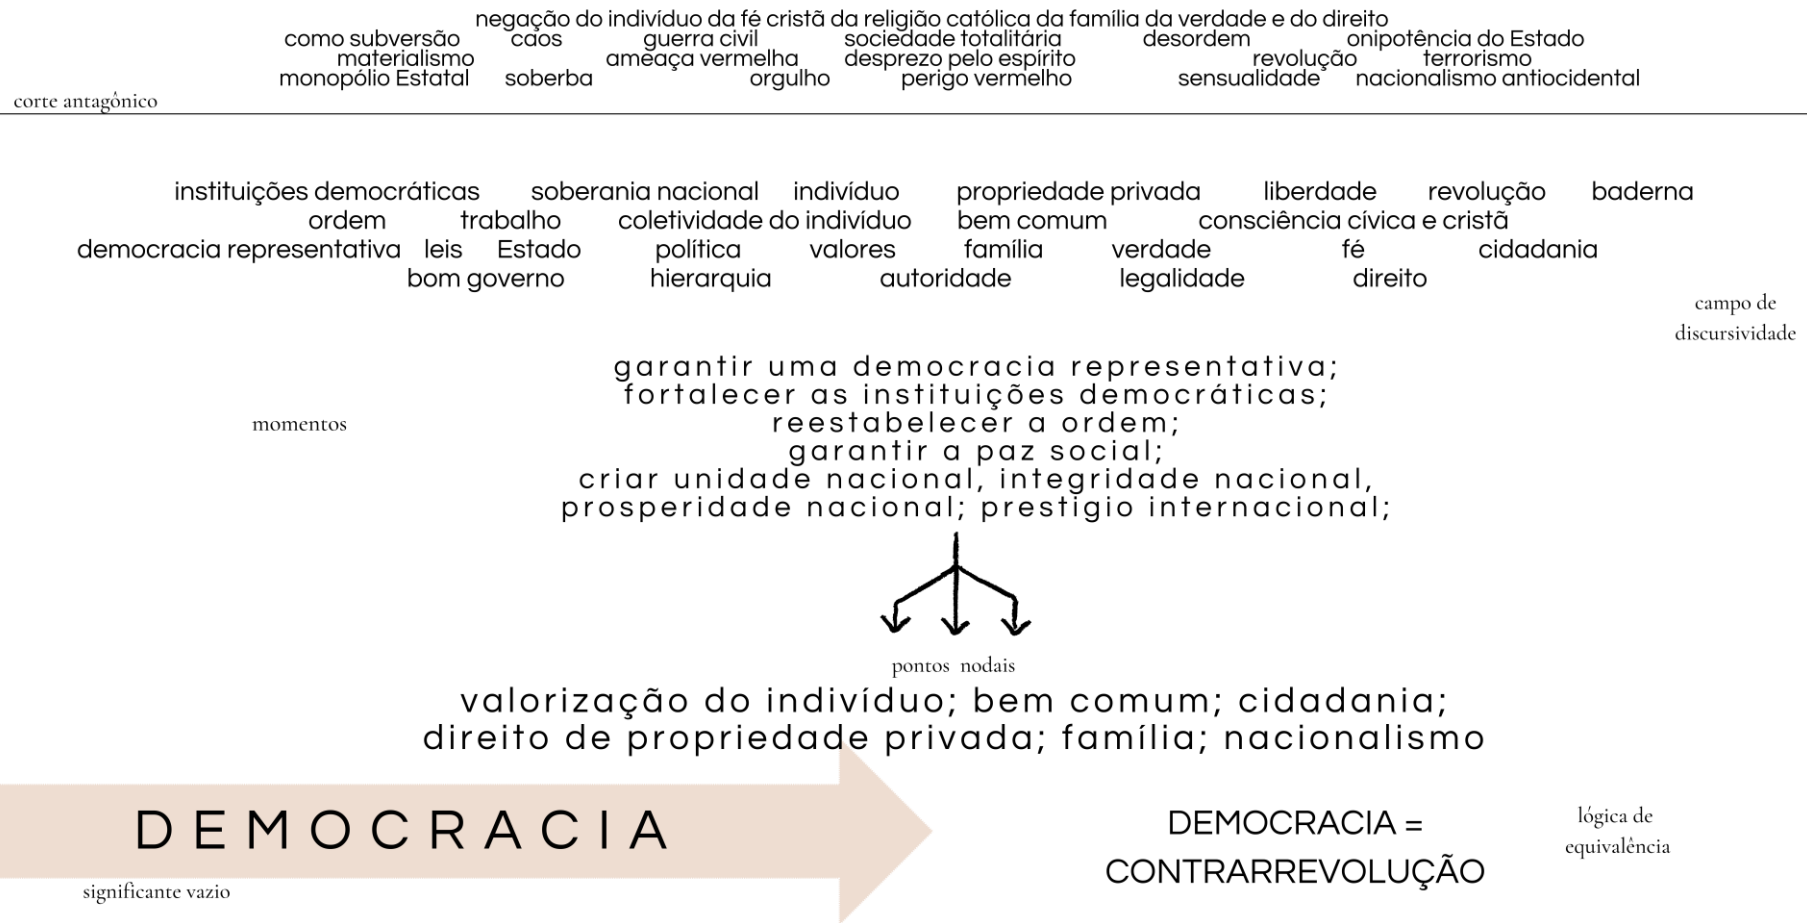 negação do indivíduo da fé cristã da religião católica da família da verdade e do direito
como subversão caos guerra civil sociedade totalitária desordem onipotência do Estado
materialismo ameaça vermelha desprezo pelo espírito revolução terrorismo
monopólio Estatal soberba orgulho perigo vermelho sensualidade nacionalismo antiocidental
corte antagônico
instituições democráticas soberania nacional indivíduo propriedade privada liberdade revolução baderna
ordem trabalho coletividade do indivíduo bem comum consciência cívica e cristã
democracia representativa leis Estado política valores família verdade fé cidadania
bom governo hierarquia autoridade legalidade direito
campo de
discursividade
garantir uma democracia representativa;
fortalecer as instituições democráticas;
momentos
reestabelecer a ordem;
garantir a paz social;
criar unidade nacional, integridade nacional,
prosperidade nacional; prestigio internacional;
pontos nodais
valorização do indivíduo; bem comum; cidadania;
direito de propriedade privada; família; nacionalismo
DEMOCRACIA
significante vazio
DEMOCRACIA =
CONTRARREVOLUÇÃO
lógica de
equivalência